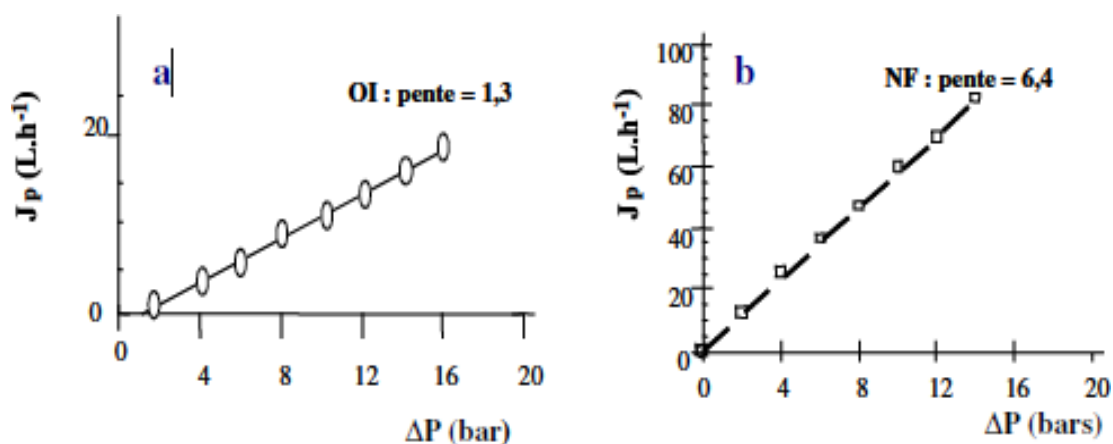 a
OI : pente = 1,3
Jp (L.h-1)
20
0
0 4 8 12 16 20
ΔP (bar)
b
NF : pente = 6,4
Jp (L.h-1)
100
80
60
40
20
0
0 4 8 12 16 20
ΔP (bars)